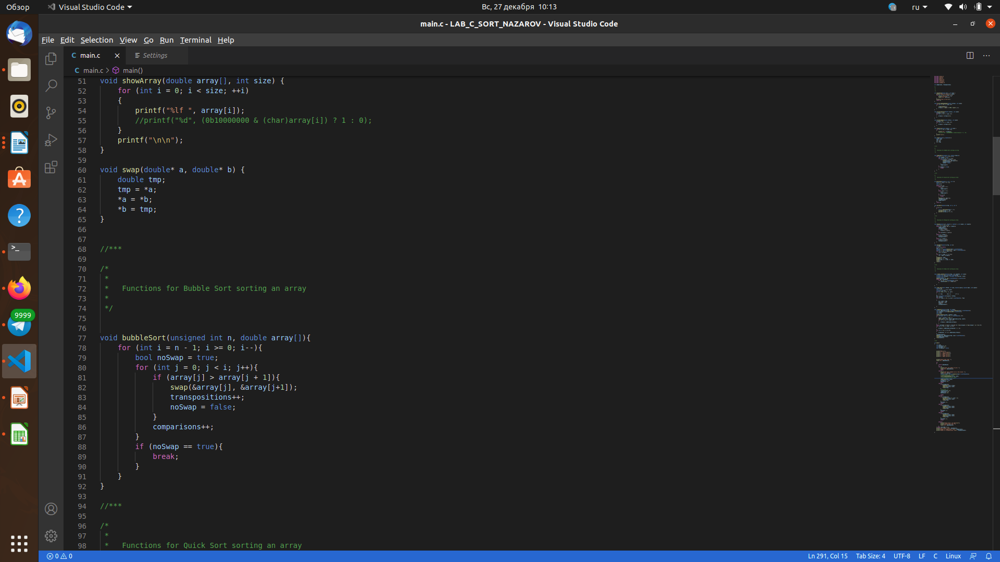 Обзор
Visual Studio Code
Вс, 27 декабря 10:13
ru
main.c - LAB_C_SORT_NAZAROV - Visual Studio Code
File Edit Selection View Go Run Terminal Help
C main.c
Settings
C main.c > main()
51 void showArray(double array[], int size) {
52 for (int i = 0; i < size; ++i)
53 {
54 printf("%lf ", array[i]);
55 //printf("%d", (0b10000000 & (char)array[i]) ? 1 : 0);
56 }
57 printf("\n\n");
58 }
59
60 void swap(double* a, double* b) {
61 double tmp;
62 tmp = *a;
63 *a = *b;
64 *b = tmp;
65 }
66
67
68 //***
69
70 /*
71 *
72 * Functions for Bubble Sort sorting an array
73 *
74 */
75
76
77 void bubbleSort(unsigned int n, double array[]){
78 for (int i = n - 1; i >= 0; i--){
79 bool noSwap = true;
80 for (int j = 0; j < i; j++){
81 if (array[j] > array[j + 1]){
82 swap(&array[j], &array[j+1]);
83 transpositions++;
84 noSwap = false;
85 }
86 comparisons++;
87 }
88 if (noSwap == true){
89 break;
90 }
91 }
92 }
93
94 //***
95
96 /*
97 *
98 * Functions for Quick Sort sorting an array
9999
0 0
Ln 291, Col 15 Tab Size: 4 UTF-8 LF C Linux